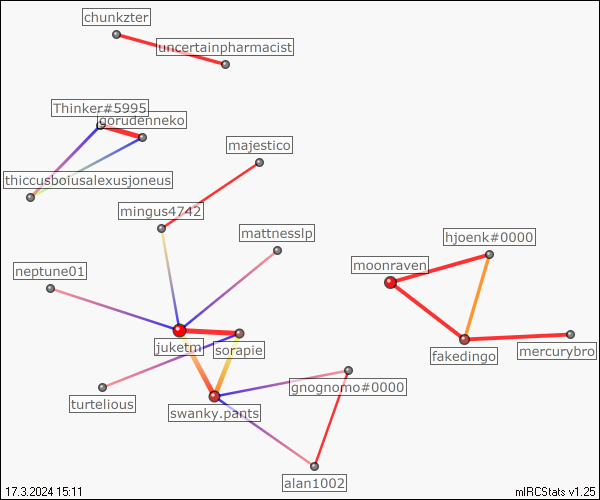 chunkzter
uncertainpharmacist
Thinker#5995
gorudenneko
majestico
thiccusboiusalexusjoneus
mingus4742
mattnesslp
hjoenk#0000
moonraven
neptune01
juketm
sorapie
mercurybro
fakedingo
gnognomo#0000
turtelious
swanky.pants
alan1002
17.3.2024 15:11
mIRCStats v1.25